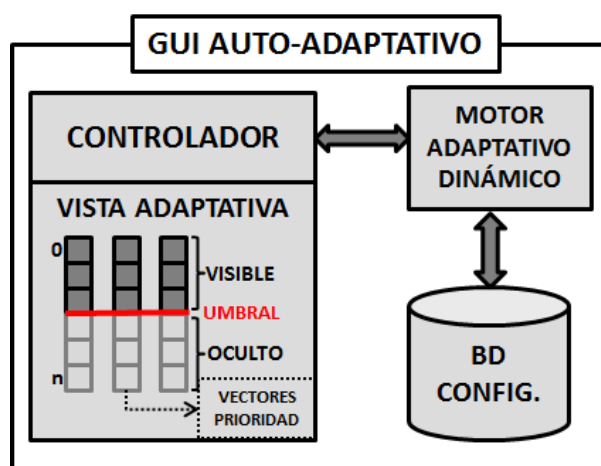 GUI AUTO-ADAPTATIVO
CONTROLADOR
MOTOR
ADAPTATIVO
DINÁMICO
VISTA ADAPTATIVA
0
VISIBLE
UMBRAL
OCULTO
n
VECTORES
PRIORIDAD
BD
CONFIG.